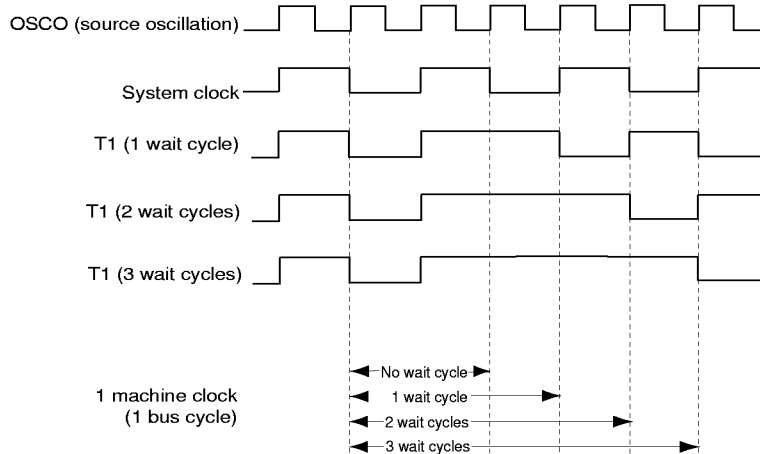 OSCO (source oscillation)
System clock
T1 (1 wait cycle)
T1 (2 wait cycles)
T1 (3 wait cycles)
No wait cycle
1 machine clock
(1 bus cycle)
1 wait cycle
2 wait cycles
3 wait cycles